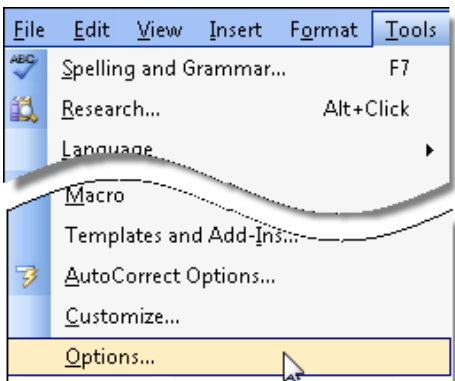 File Edit View Insert Format Tools
ABC
Spelling and Grammar... F7
Research... Alt+Click
Language
Macro
Templates and Add-Ins...
AutoCorrect Options...
Customize...
Options...